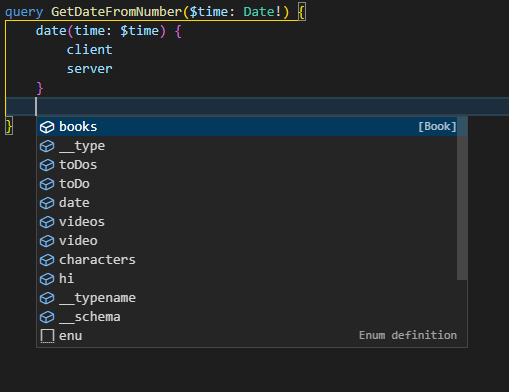 query GetDateFromNumber($time: Date!) {
date(time: $time) {
client
server
}
}
books [Book]
__type
toDos
toDo
date
videos
video
characters
hi
__typename
__schema
enu Enum definition